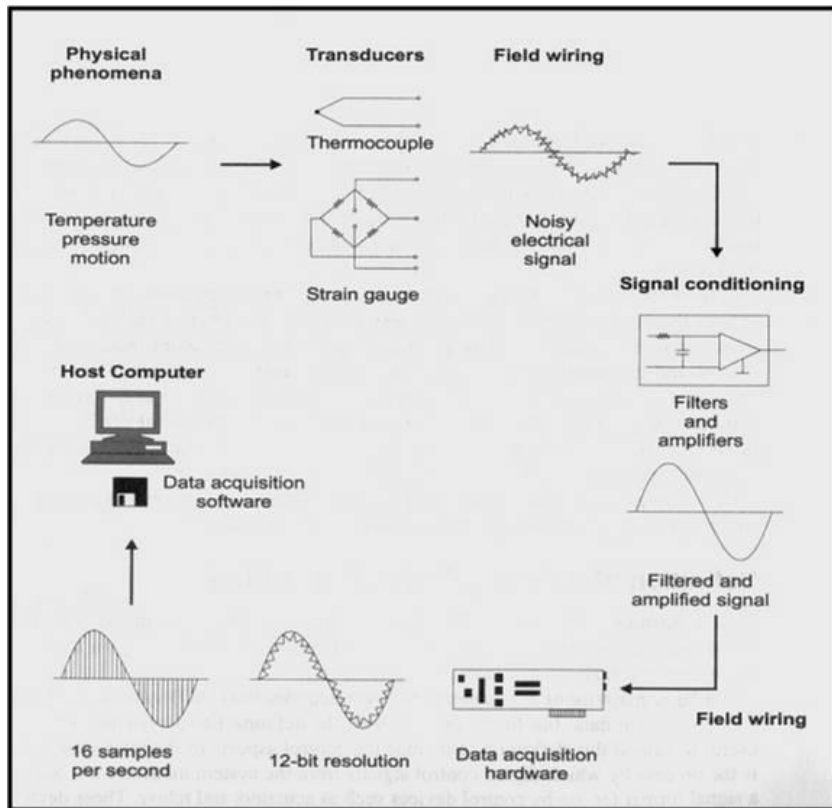 Physical
phenomena
Transducers
Field wiring
Thermocouple
Temperature
pressure
motion
Noisy
electrical
signal
Strain gauge
Signal conditioning
Host Computer
Filters
and
amplifiers
Data acquisition
software
Filtered and
amplified signal
Field wiring
16 samples
per second
12-bit resolution
Data acquisition
hardware